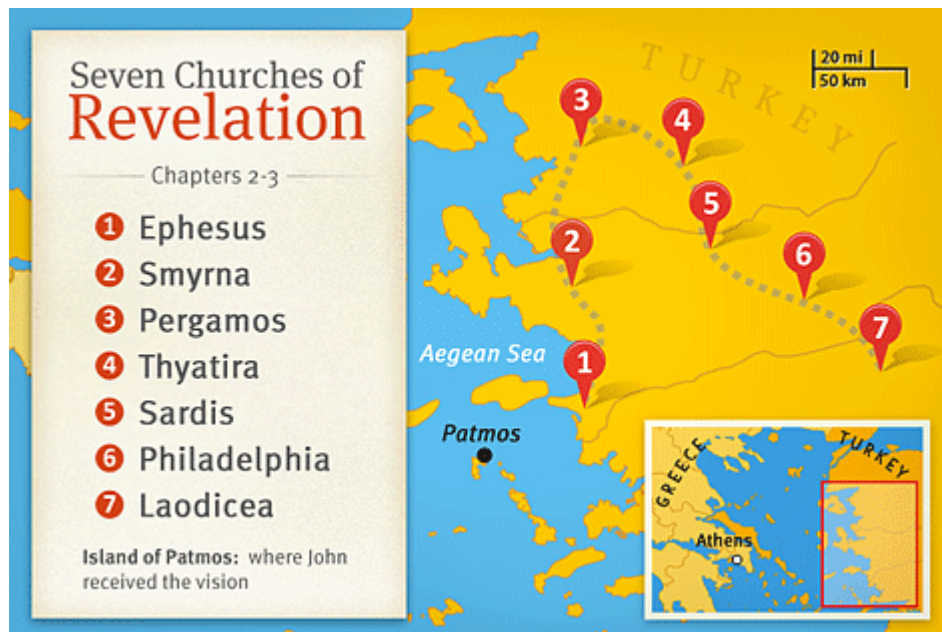 Seven Churches of
Revelation
Chapters 2-3
1 Ephesus
2 Smyrna
3 Pergamos
4 Thyatira
5 Sardis
6 Philadelphia
7 Laodicea
Island of Patmos: where John
received the vision
TURKEY
20 mi
50 km
3
4
5
2
6
7
1
Aegean Sea
Patmos
GREECE
TURKEY
Athens